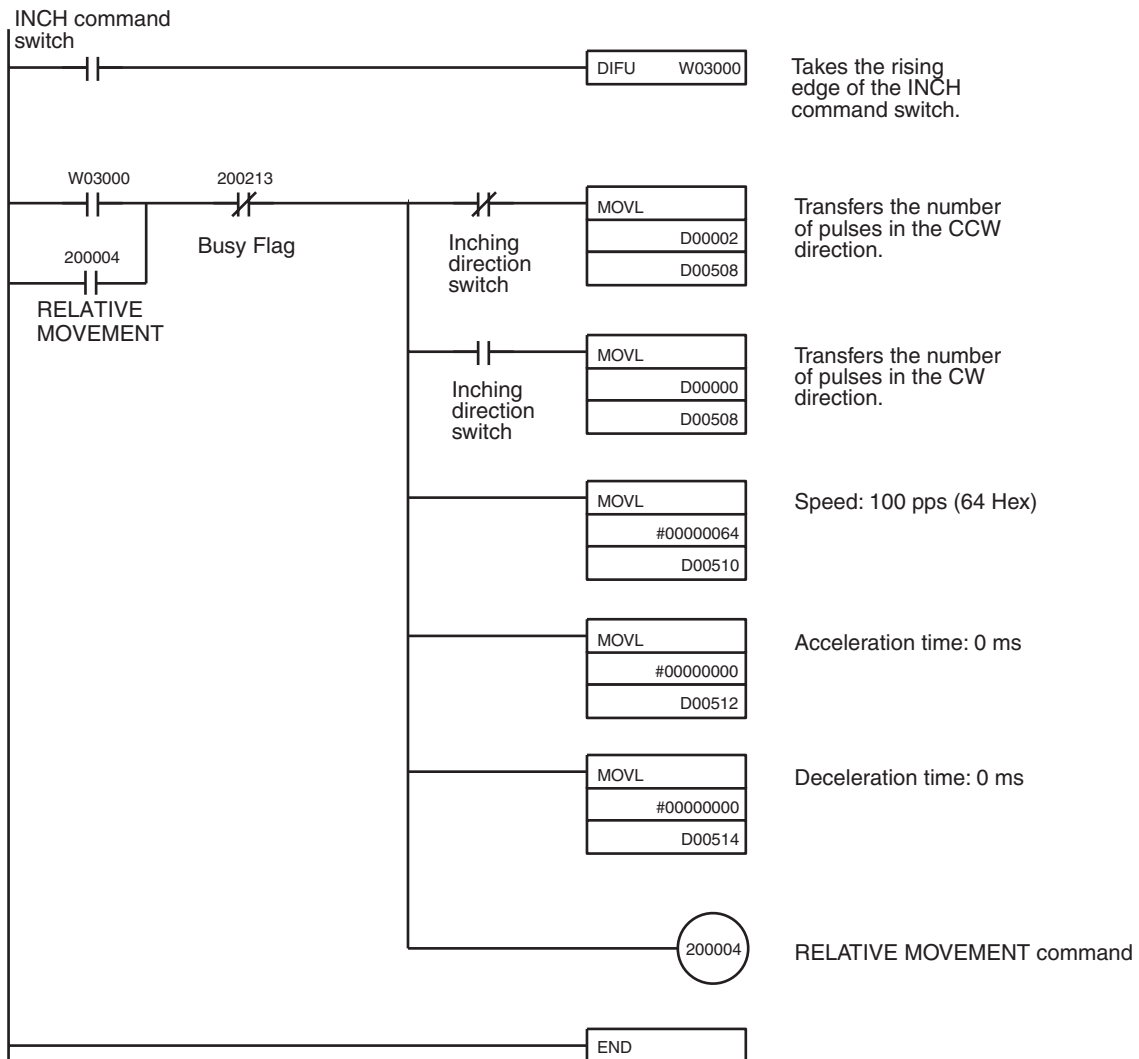 INCH command
switch
DIFU W03000
Takes the rising
edge of the INCH
command switch.
W03000
200213
Busy Flag
Inching
direction
switch
MOVL
D00002
D00508
Transfers the number
of pulses in the CCW
direction.
200004
RELATIVE
MOVEMENT
Inching
direction
switch
MOVL
D00000
D00508
Transfers the number
of pulses in the CW
direction.
MOVL
#00000064
D00510
Speed: 100 pps (64 Hex)
MOVL
#00000000
D00512
Acceleration time: 0 ms
MOVL
#00000000
D00514
Deceleration time: 0 ms
200004
RELATIVE MOVEMENT command
END